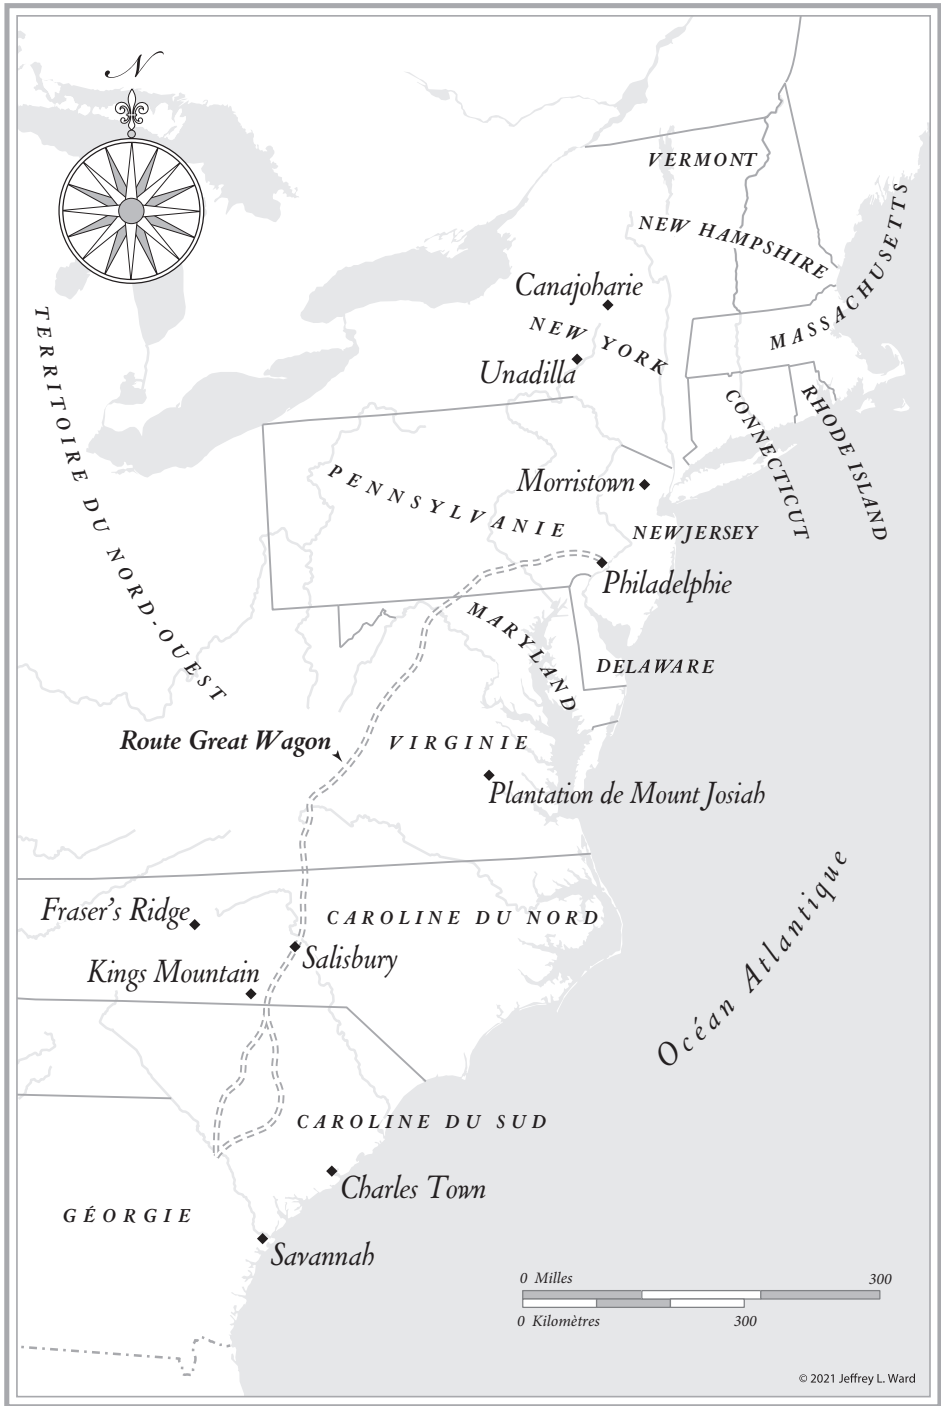 N
VERMONT
NEW HAMPSHIRE
MASSACHUSETTS
Canajoharie
NEW YORK
Unadilla
TERRITOIRE DU NORD-OUEST
CONNECTICUT
RHODE ISLAND
PENNSYLVANIE
Morristown
NEW JERSEY
Philadelphie
MARYLAND
DELAWARE
Route Great Wagon
VIRGINIE
Plantation de Mount Josiah
Océan Atlantique
Fraser's Ridge
CAROLINE DU NORD
Salisbury
Kings Mountain
CAROLINE DU SUD
Charles Town
GÉORGIE
Savannah
0 Milles 300
0 Kilomètres 300
© 2021 Jeffrey L. Ward